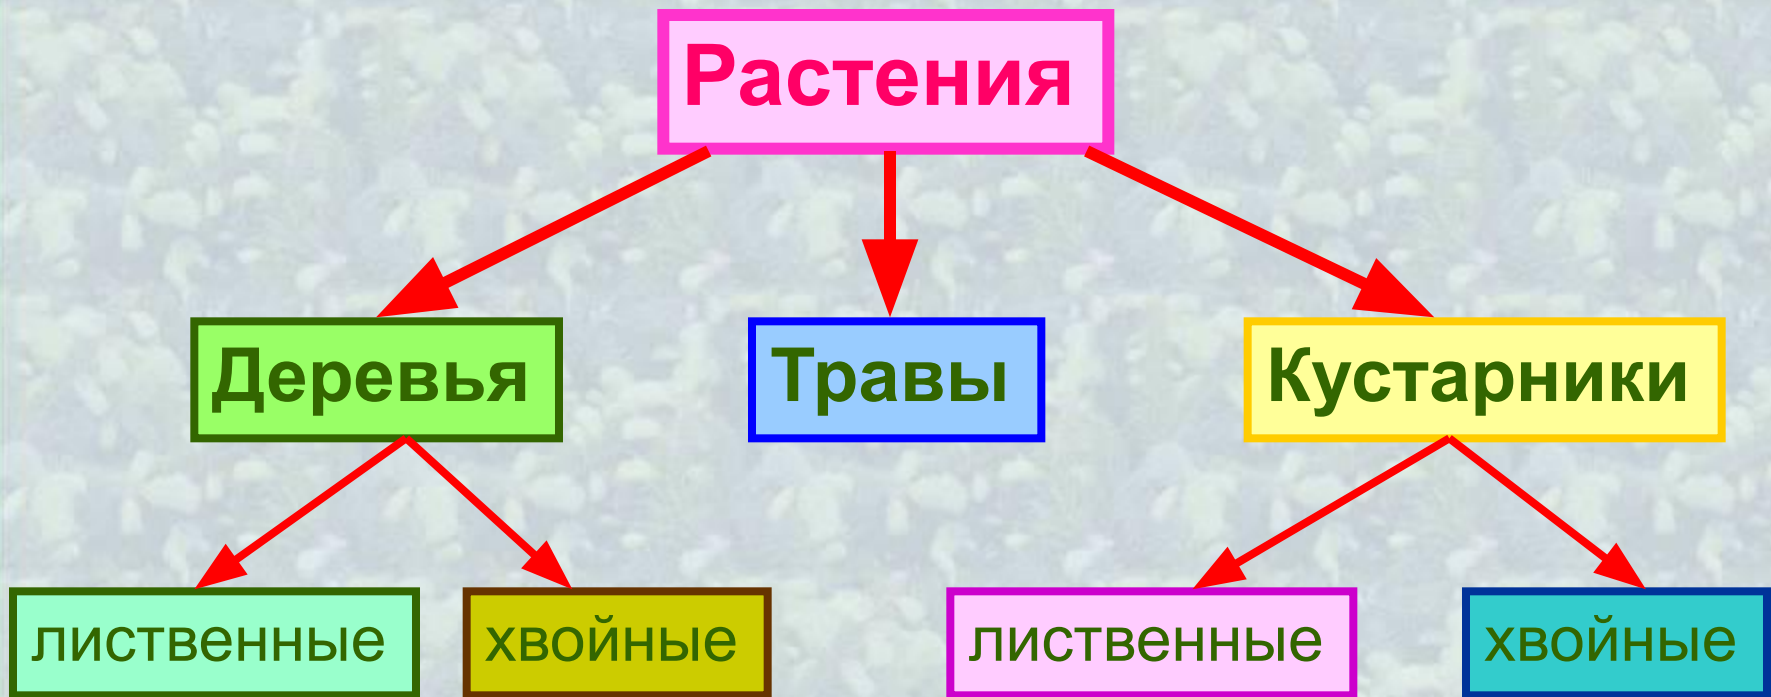 Растения
Деревья
Травы
Кустарники
лиственные
хвойные
лиственные
хвойные